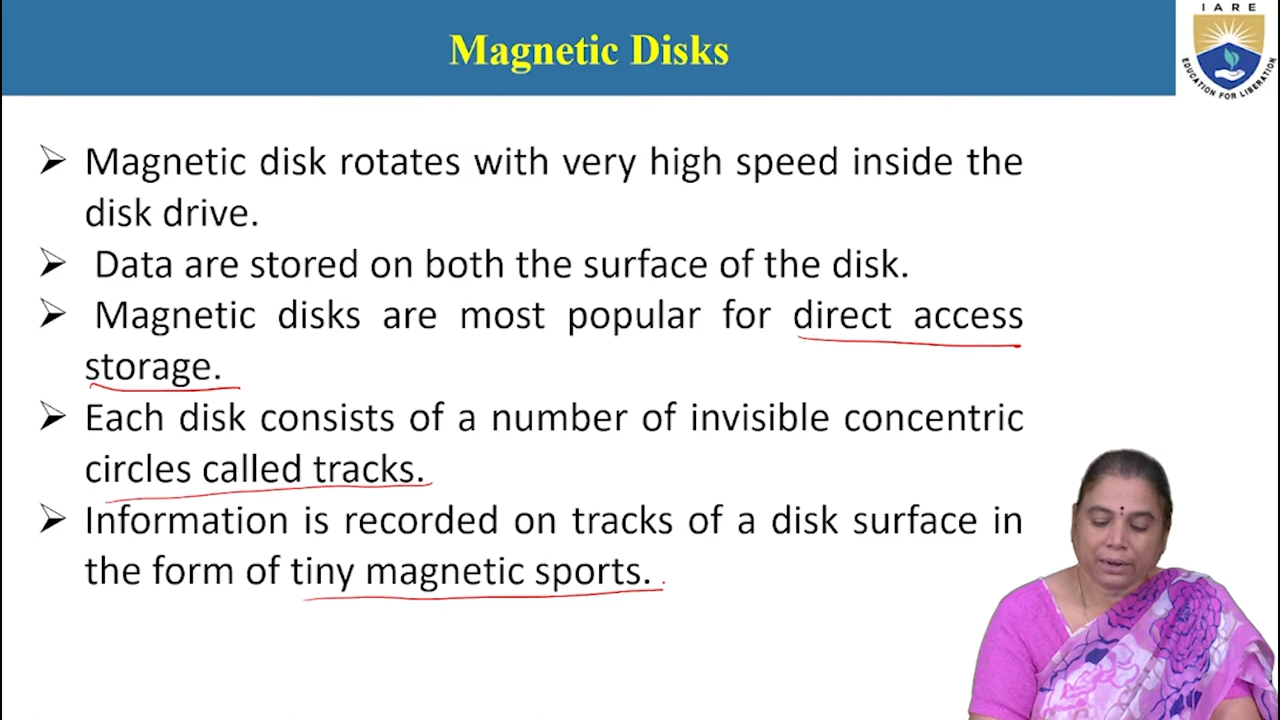 IARE
EDUCATION FOR LIBERATION
Magnetic Disks
Magnetic disk rotates with very high speed inside the
disk drive.
Data are stored on both the surface of the disk.
Magnetic disks are most popular for direct access
storage.
Each disk consists of a number of invisible concentric
circles called tracks.
Information is recorded on tracks of a disk surface in
the form of tiny magnetic sports.